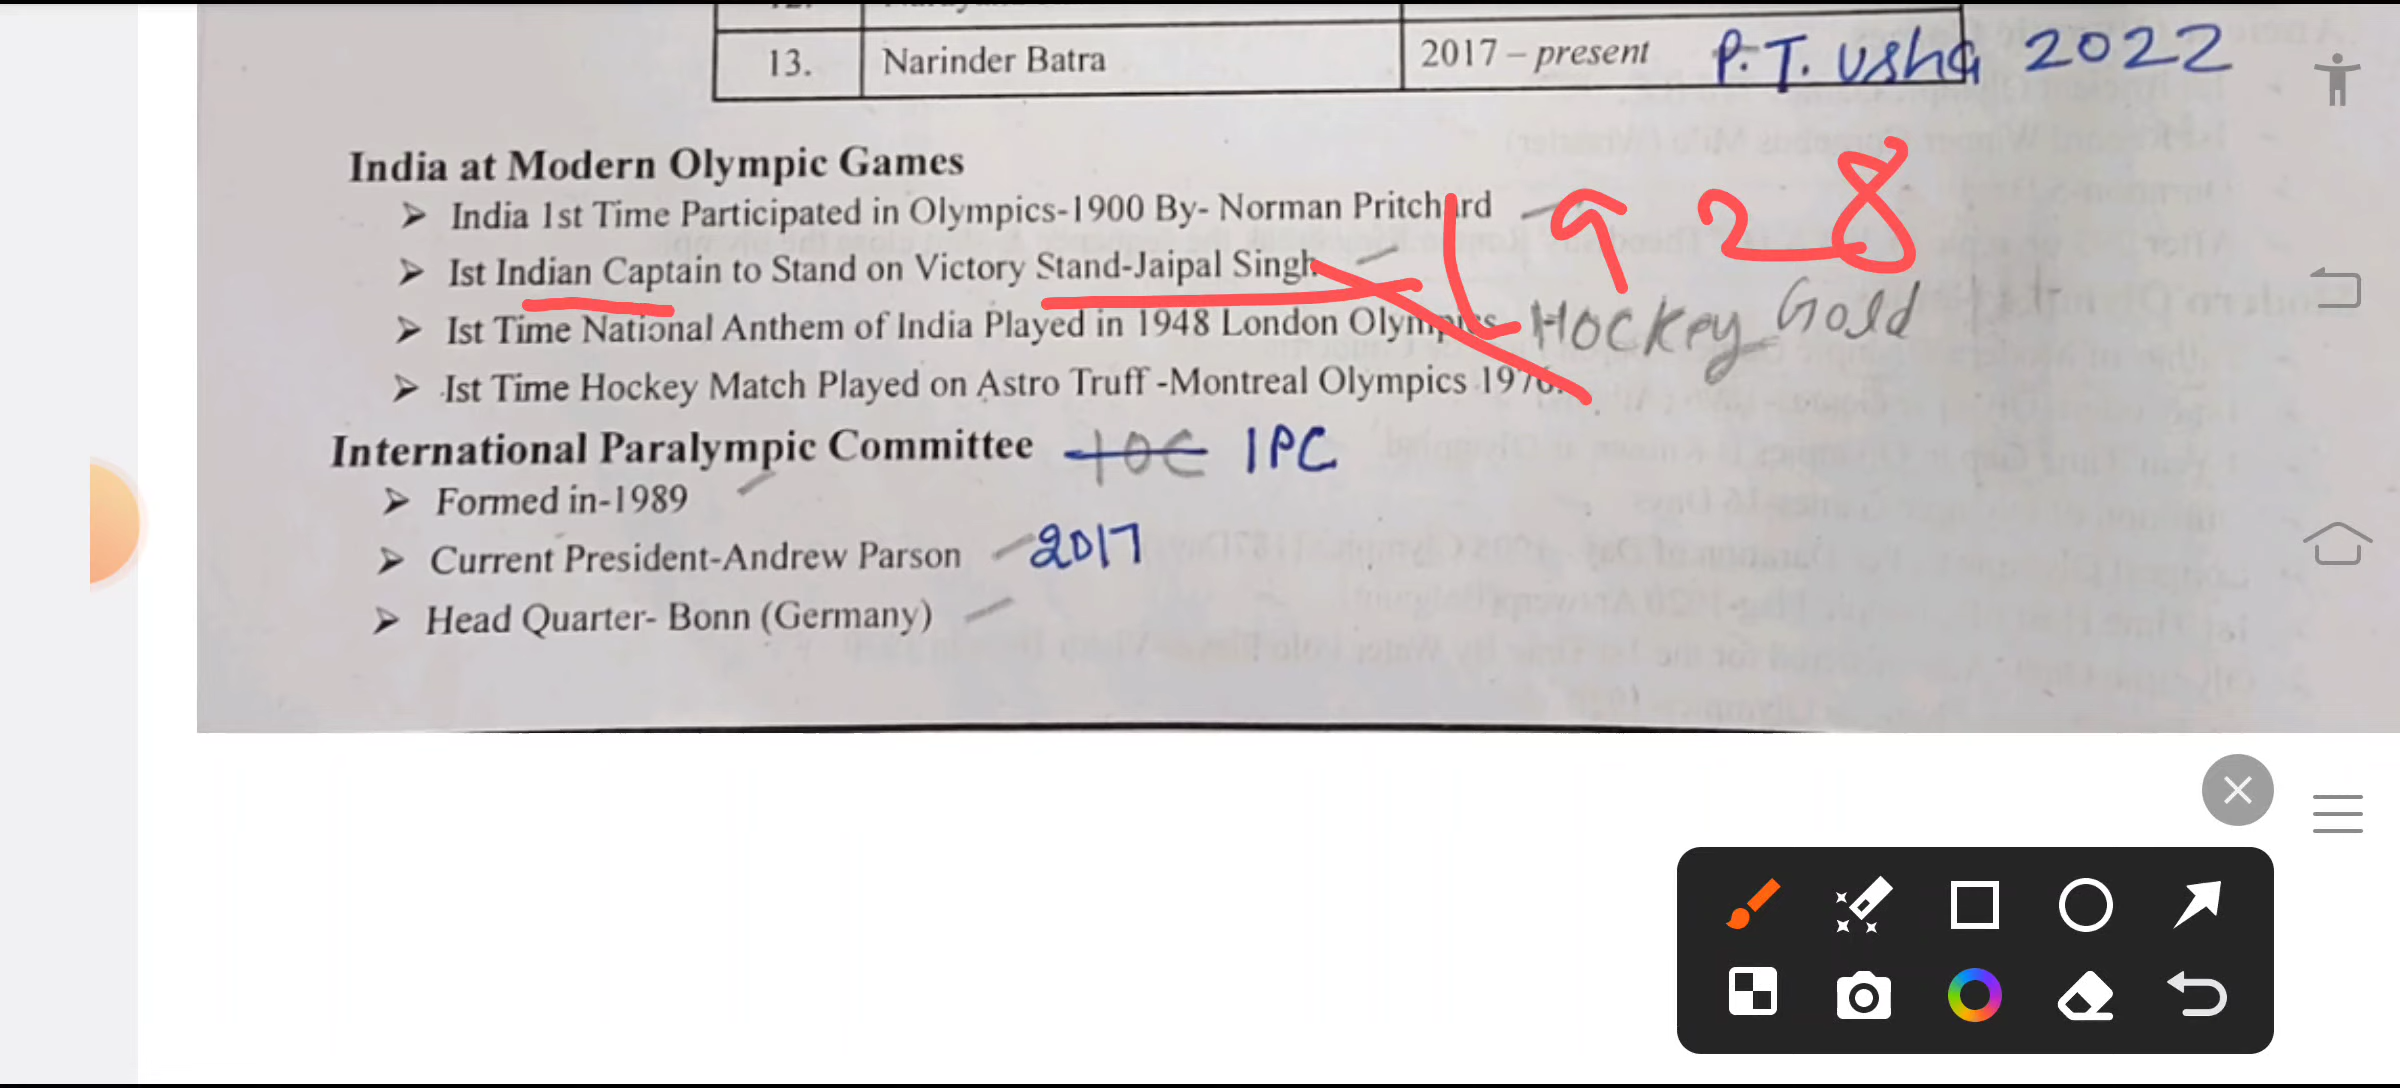 13. Narinder Batra 2017 – present P.T. Usha 2022
India at Modern Olympic Games
➤ India 1st Time Participated in Olympics-1900 By- Norman Pritchard
1928
➤ Ist Indian Captain to Stand on Victory Stand-Jaipal Singh
➤ Ist Time National Anthem of India Played in 1948 London Olympics Hockey Gold
➤ Ist Time Hockey Match Played on Astro Truff -Montreal Olympics 1976.
International Paralympic Committee IOC IPC
➤ Formed in-1989
➤ Current President-Andrew Parson 2017
➤ Head Quarter- Bonn (Germany)